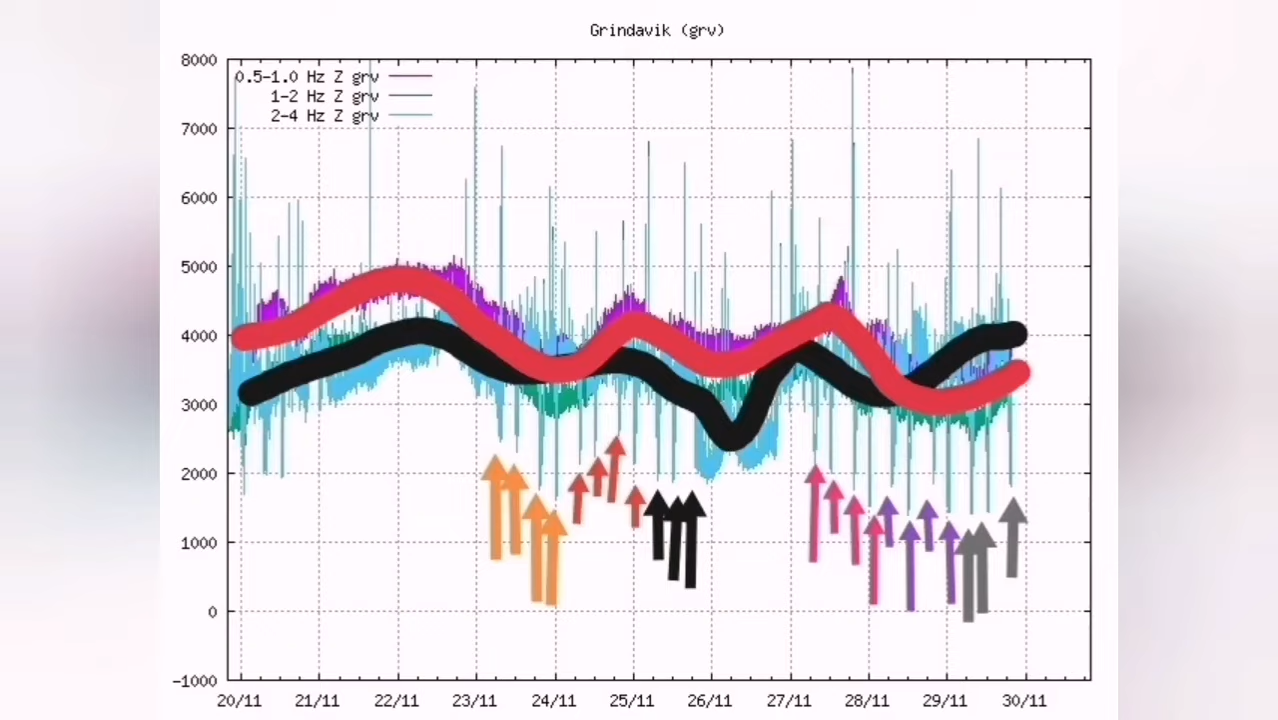 Grindavik (grv)
8000
0.5-1.0 Hz Z grv
1-2 Hz Z grv
2-4 Hz Z grv
7000
6000
5000
4000
3000
2000
1000
0
-1000
20/11 21/11 22/11 23/11 24/11 25/11 26/11 27/11 28/11 29/11 30/11